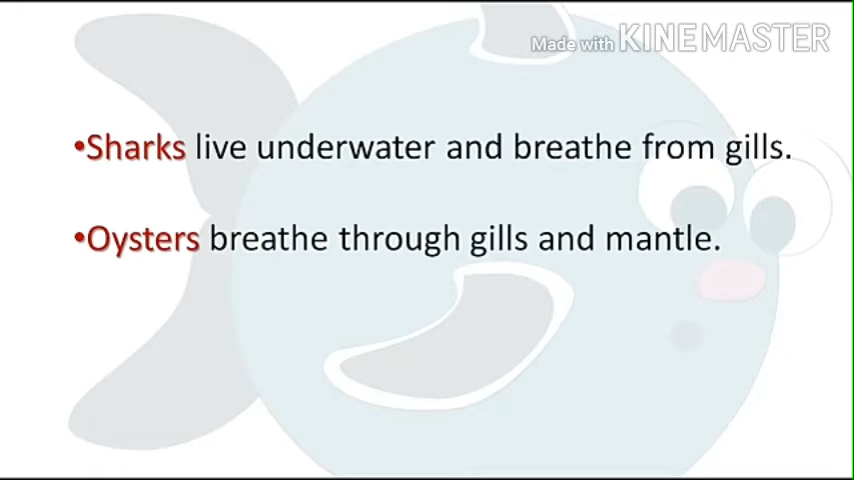 Made with KINEMASTER
•Sharks live underwater and breathe from gills.
•Oysters breathe through gills and mantle.